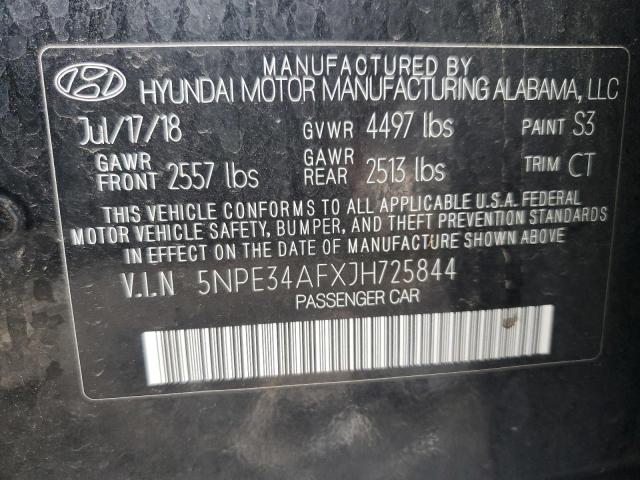 MANUFACTURED BY
HYUNDAI MOTOR MANUFACTURING ALABAMA, LLC
Jul/17/18 GVWR 4497 lbs PAINT S3
GAWR FRONT 2557 lbs GAWR REAR 2513 lbs TRIM CT
THIS VEHICLE CONFORMS TO ALL APPLICABLE U.S.A. FEDERAL
MOTOR VEHICLE SAFETY, BUMPER, AND THEFT PREVENTION STANDARDS
IN EFFECT ON THE DATE OF MANUFACTURE SHOWN ABOVE.
V.I.N 5NPE34AFXJH725844
PASSENGER CAR